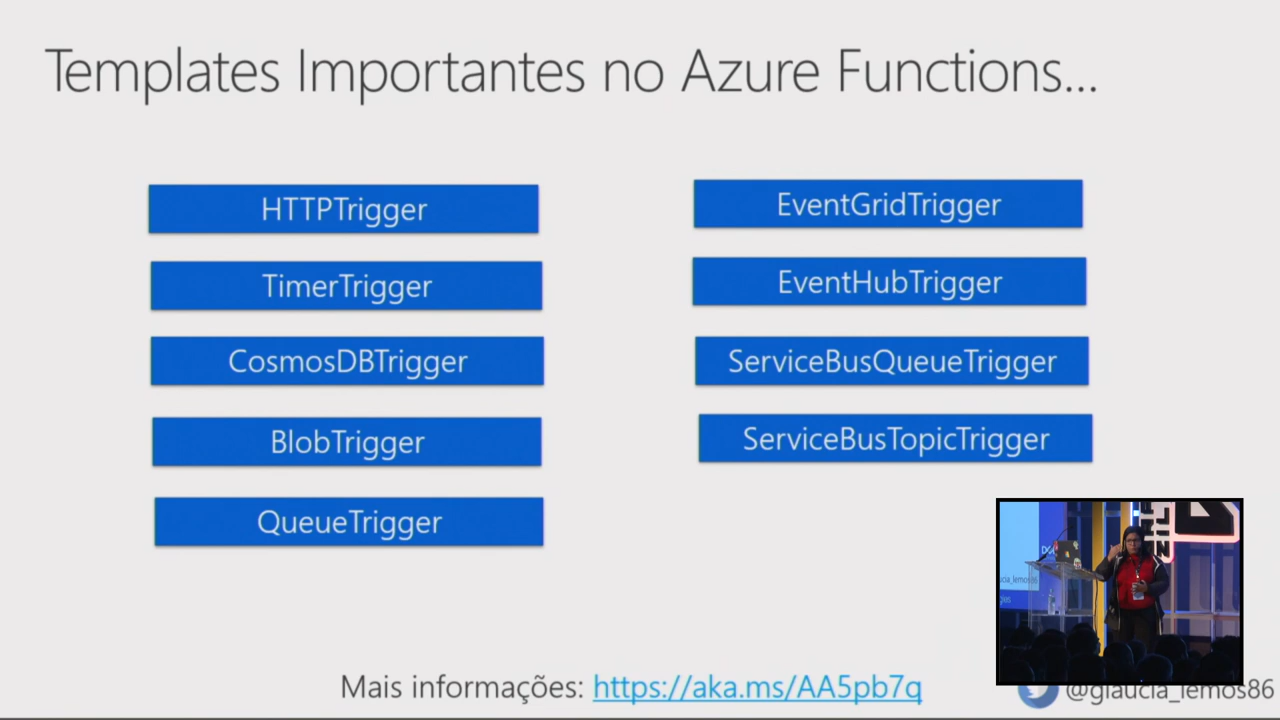 Templates Importantes no Azure Functions...
HTTPTrigger
TimerTrigger
CosmosDBTrigger
BlobTrigger
QueueTrigger
EventGridTrigger
EventHubTrigger
ServiceBusQueueTrigger
ServiceBusTopicTrigger
Mais informações: https://aka.ms/AA5pb7q
@glaucia_lemos86